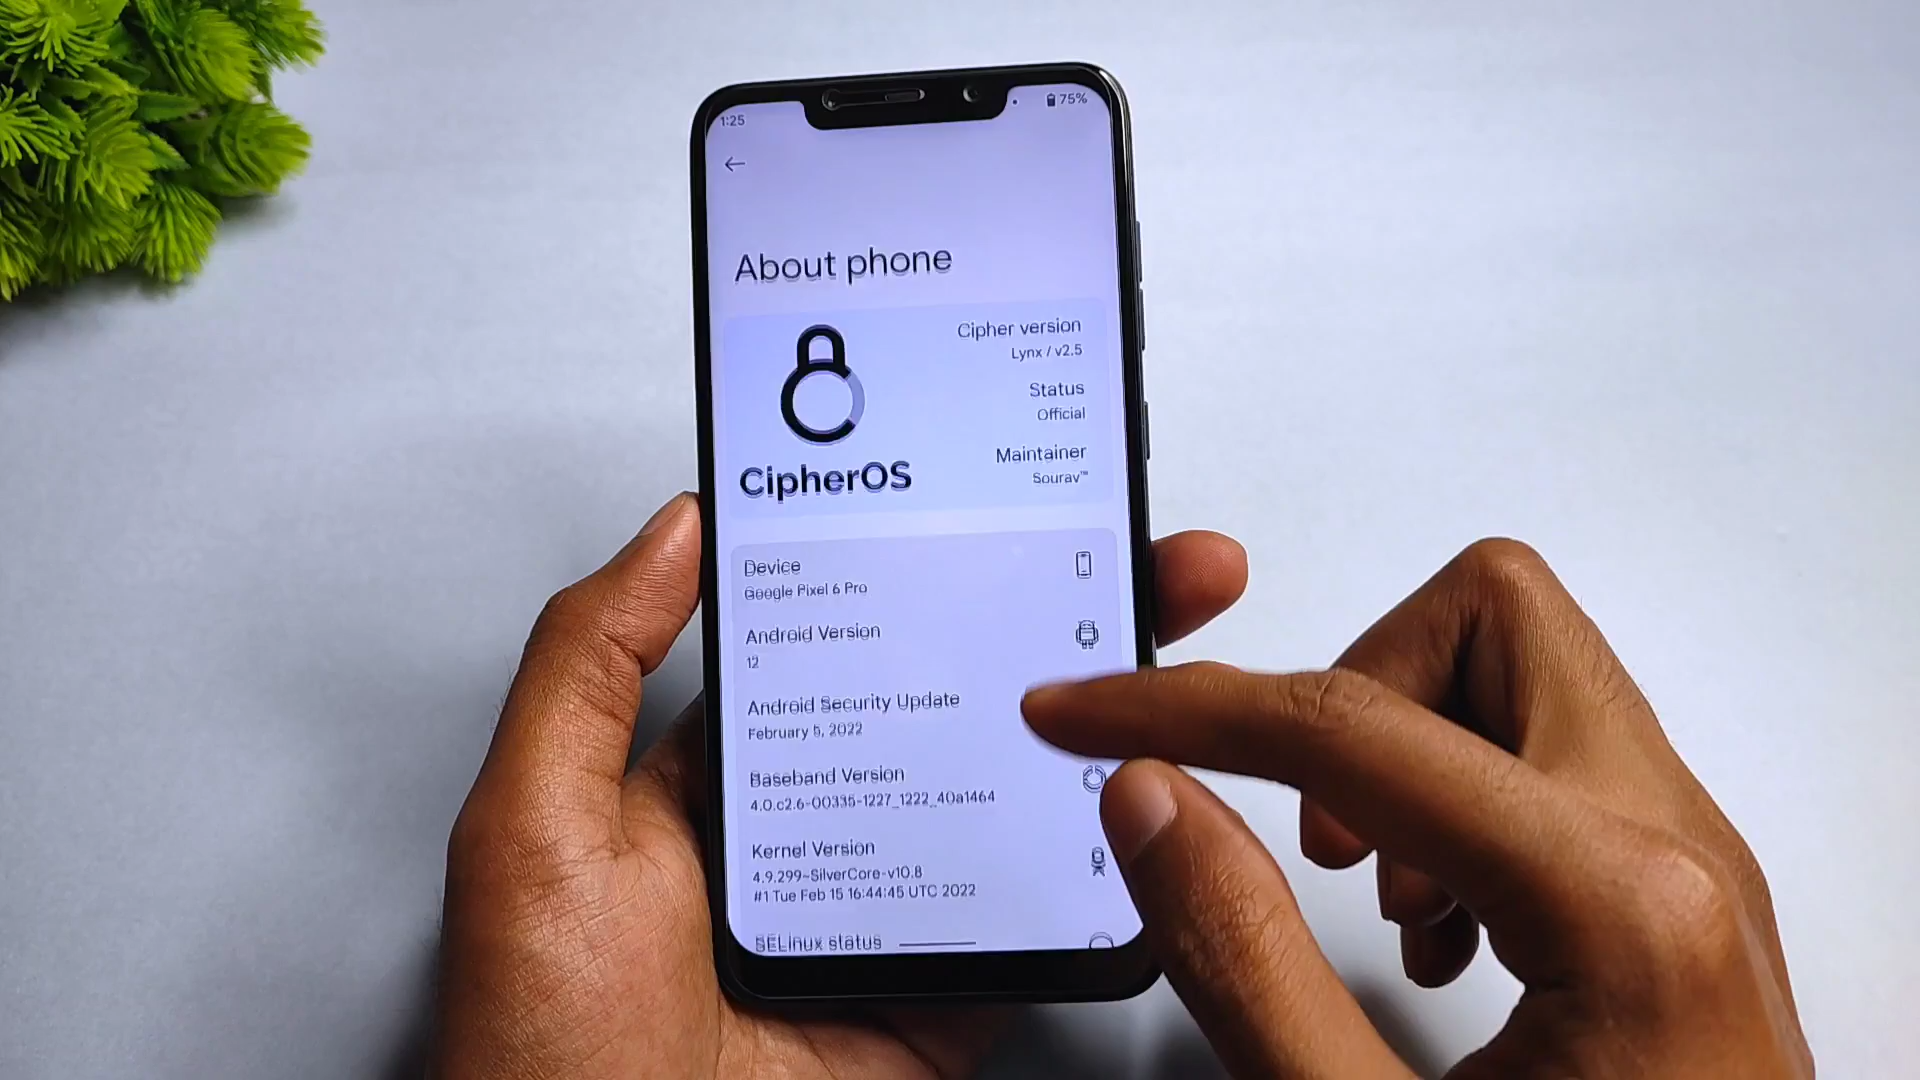 1:25
75%
About phone
Cipher version
Lynx / v2.5
Status
Official
Maintainer
Sourav™
CipherOS
Device
Google Pixel 6 Pro
Android Version
12
Android Security Update
February 5, 2022
Baseband Version
4.0.c2.6-00335-1227_1222_40a1464
Kernel Version
4.9.299-SilverCore-v10.8
#1 Tue Feb 15 16:44:45 UTC 2022
SELinux status